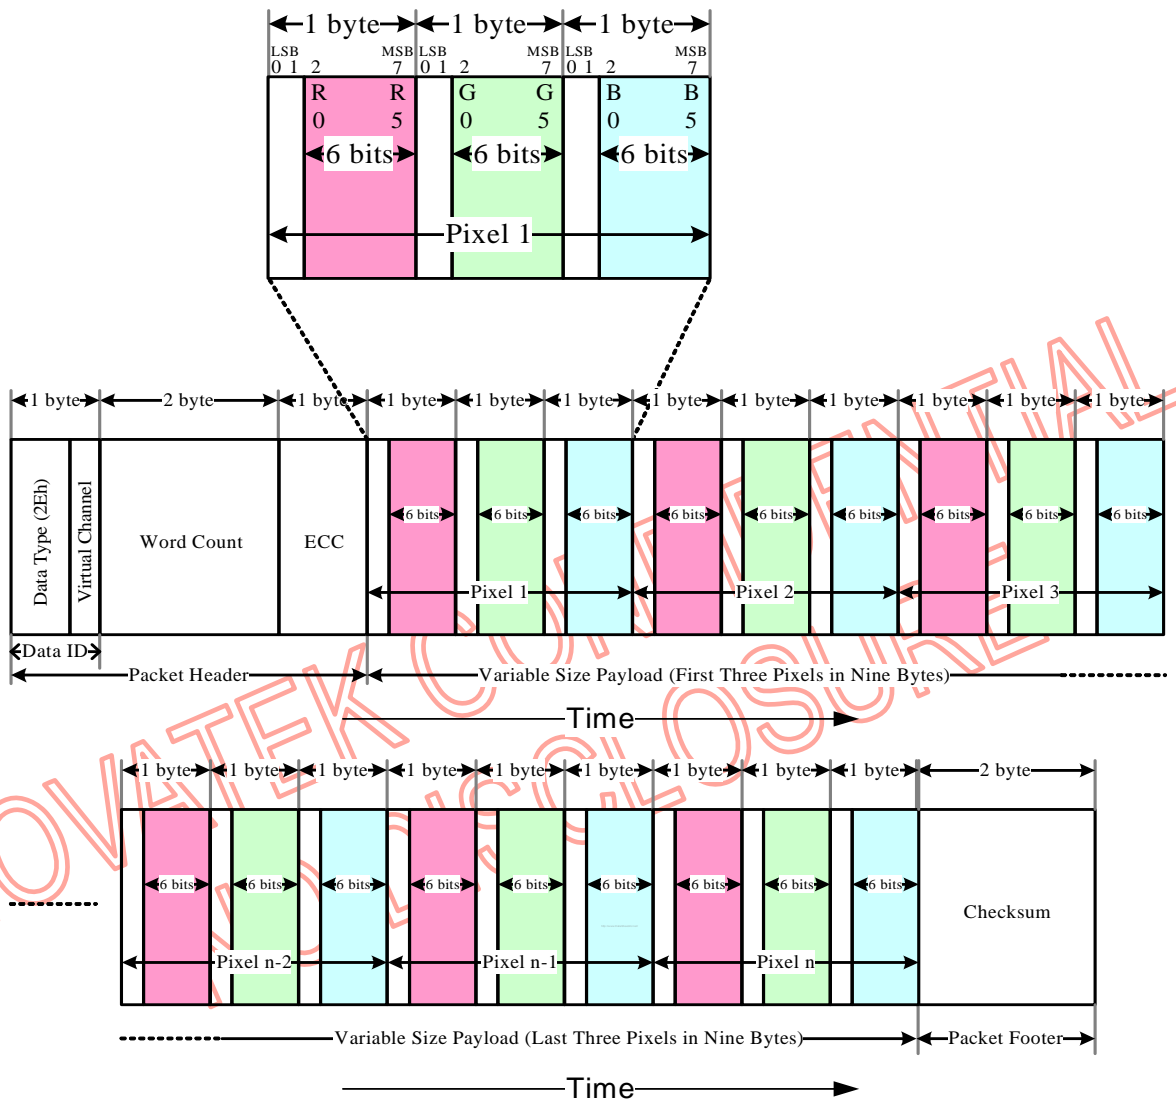 1 byte 1 byte 1 byte
LSB MSB LSB MSB LSB MSB
0 1 2 7 0 1 2 7 0 1 2 7
R R G G B B
0 5 0 5 0 5
6 bits 6 bits 6 bits
Pixel 1
1 byte 2 byte 1 byte 1 byte 1 byte 1 byte 1 byte 1 byte 1 byte 1 byte 1 byte 1 byte
Data Type (2Eh)
Virtual Channel
Word Count
ECC
6 bits 6 bits 6 bits 6 bits 6 bits 6 bits 6 bits 6 bits 6 bits
Pixel 1 Pixel 2 Pixel 3
Data ID
Packet Header Variable Size Payload (First Three Pixels in Nine Bytes)
Time
1 byte 1 byte 1 byte 1 byte 1 byte 1 byte 1 byte 1 byte 1 byte 2 byte
6 bits 6 bits 6 bits 6 bits 6 bits 6 bits 6 bits 6 bits 6 bits
Checksum
Pixel n-2 Pixel n-1 Pixel n
Variable Size Payload (Last Three Pixels in Nine Bytes) Packet Footer
Time